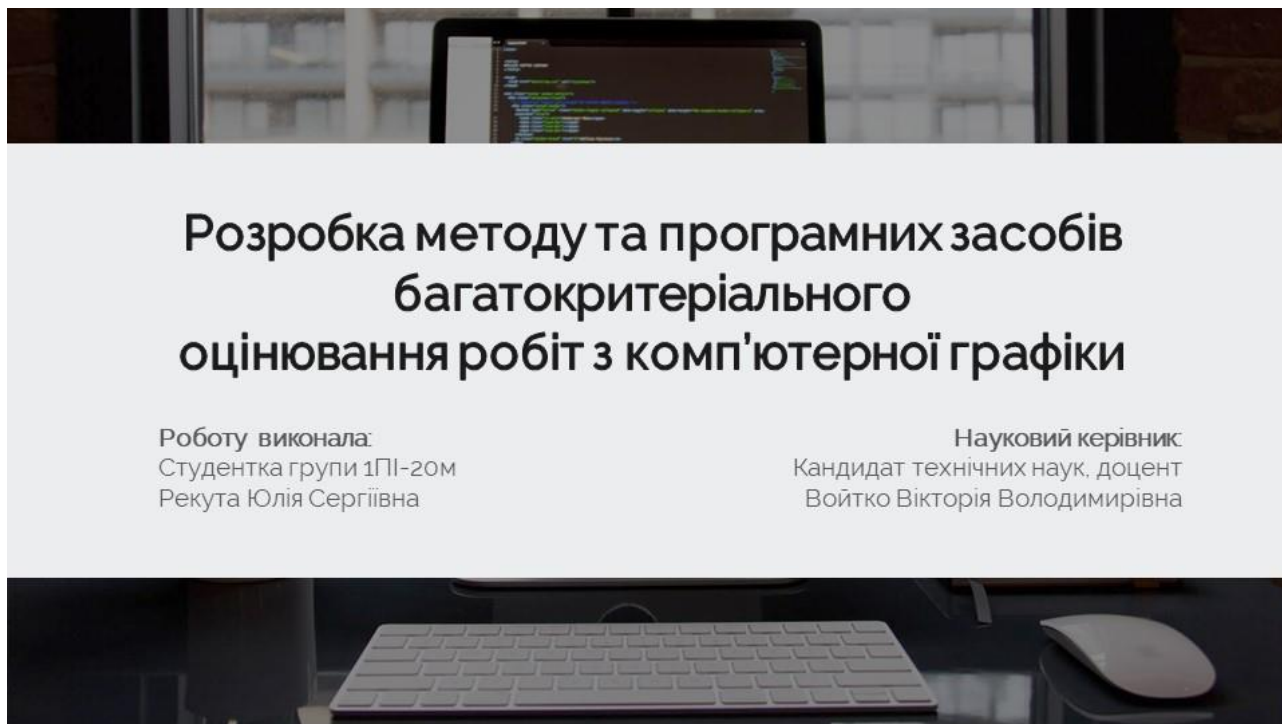 Розробка методу та програмних засобів
багатокритеріального
оцінювання робіт з комп'ютерної графіки
Роботу виконала:
Студентка групи 1ПІ-20м
Рекута Юлія Сергіївна
Науковий керівник:
Кандидат технічних наук, доцент
Войтко Вікторія Володимирівна